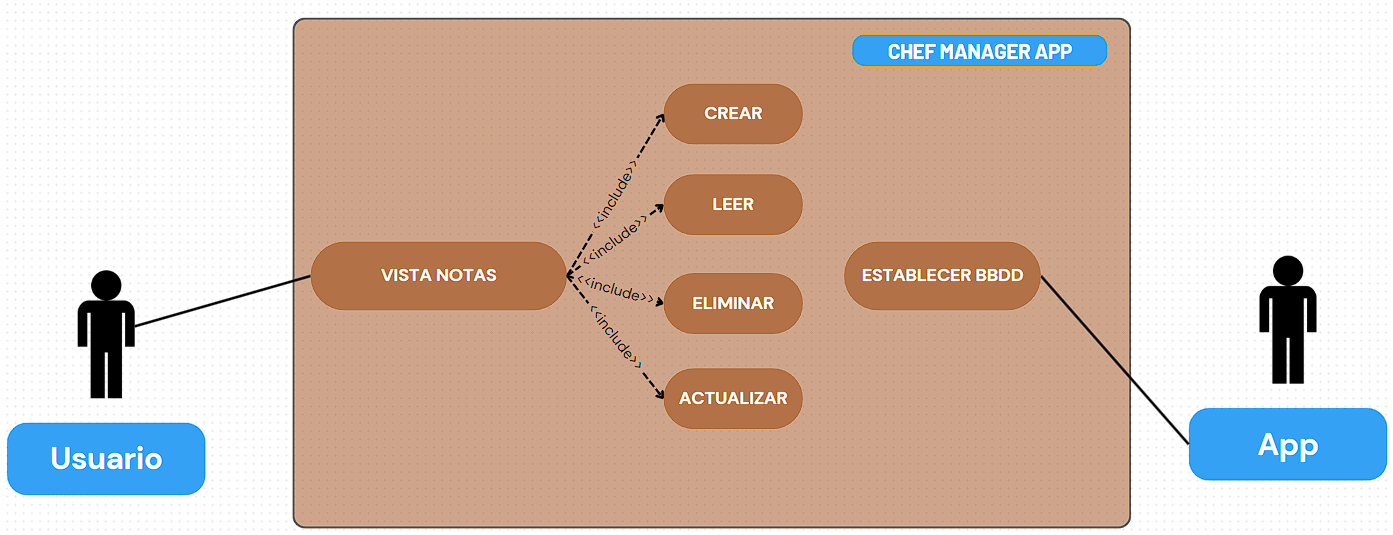 CHEF MANAGER APP
CREAR
<<include>>
LEER
<<include>>
VISTA NOTAS
<<include>>
ELIMINAR
ESTABLECER BBDD
<<include>>
ACTUALIZAR
Usuario
App